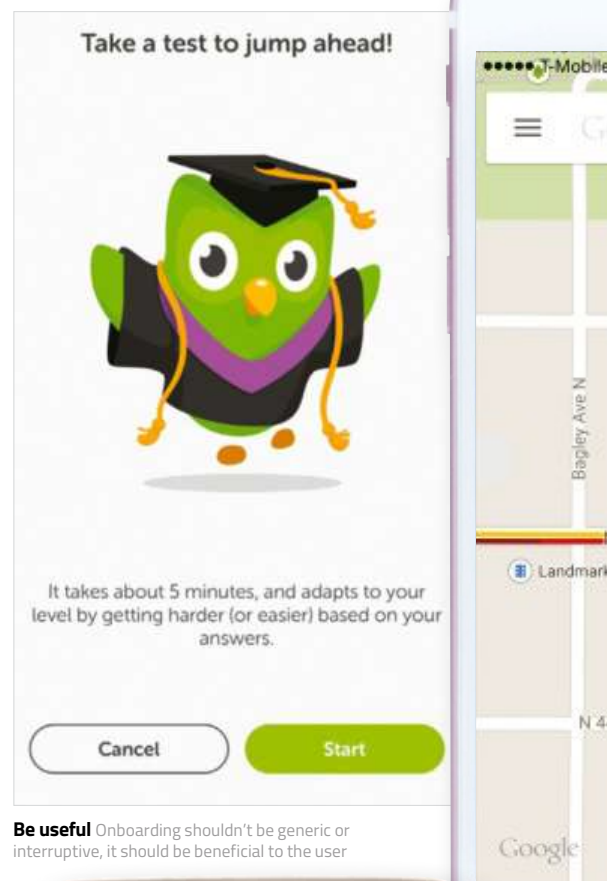 Take a test to jump ahead!
It takes about 5 minutes, and adapts to your
level by getting harder (or easier) based on your
answers.
Cancel
Start
Be useful Onboarding shouldn't be generic or
interruptive, it should be beneficial to the user
T-Mobile
Bagley Ave N
Landmark
N 4
Google